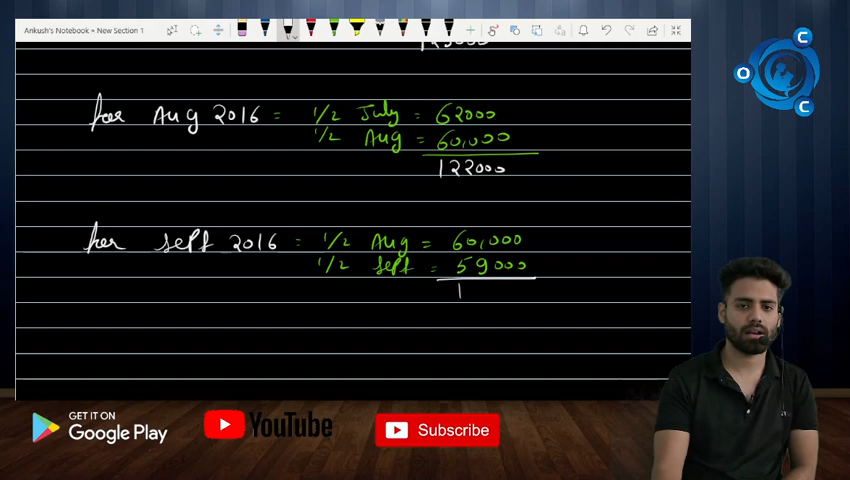 Ankush's Notebook » New Section 1
for Aug 2016 = 1/2 July = 62000
1/2 Aug = 60,000
122000
for Sept 2016 = 1/2 Aug = 60,000
1/2 Sept = 59000
1
O C C
GET IT ON
Google Play
YouTube
Subscribe